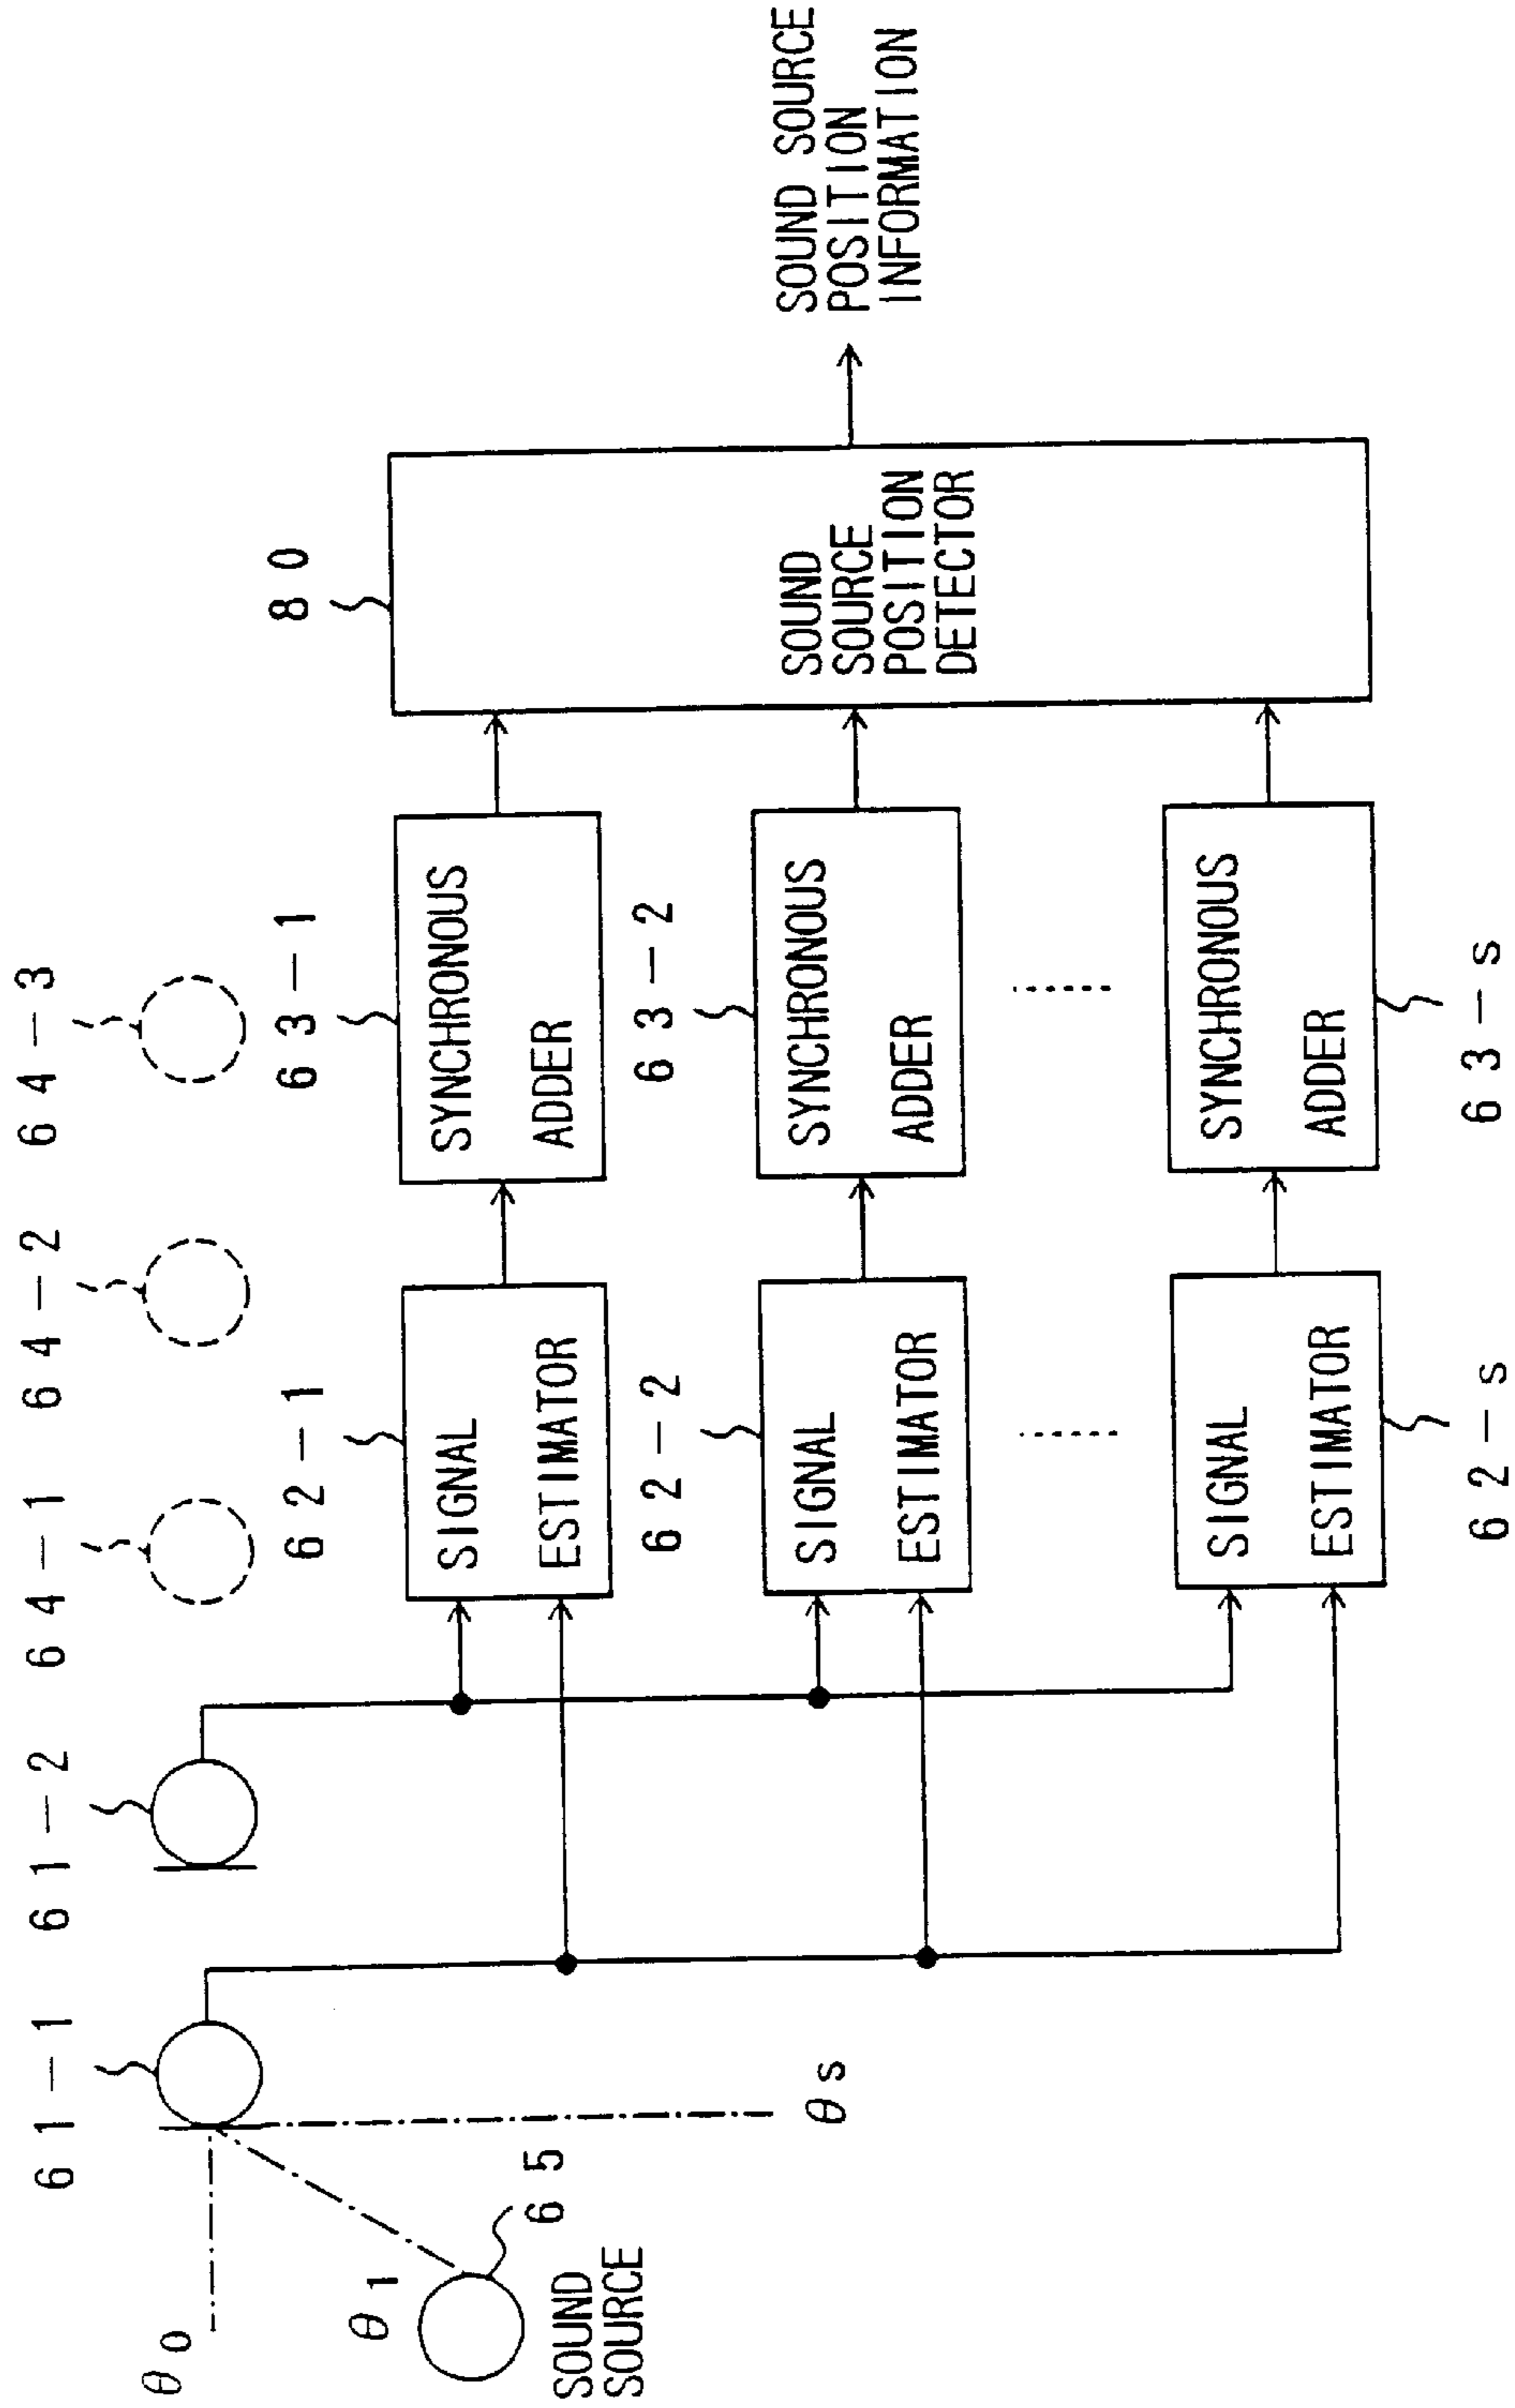 61-1
61-2
64-1
64-2
64-3
θ0
θ1
θs
65
SOUND
SOURCE
62-1
SIGNAL
ESTIMATOR
63-1
SYNCHRONOUS
ADDER
62-2
SIGNAL
ESTIMATOR
63-2
SYNCHRONOUS
ADDER
62-s
SIGNAL
ESTIMATOR
63-s
SYNCHRONOUS
ADDER
80
SOUND
SOURCE
POSITION
DETECTOR
SOUND SOURCE
POSITION
INFORMATION